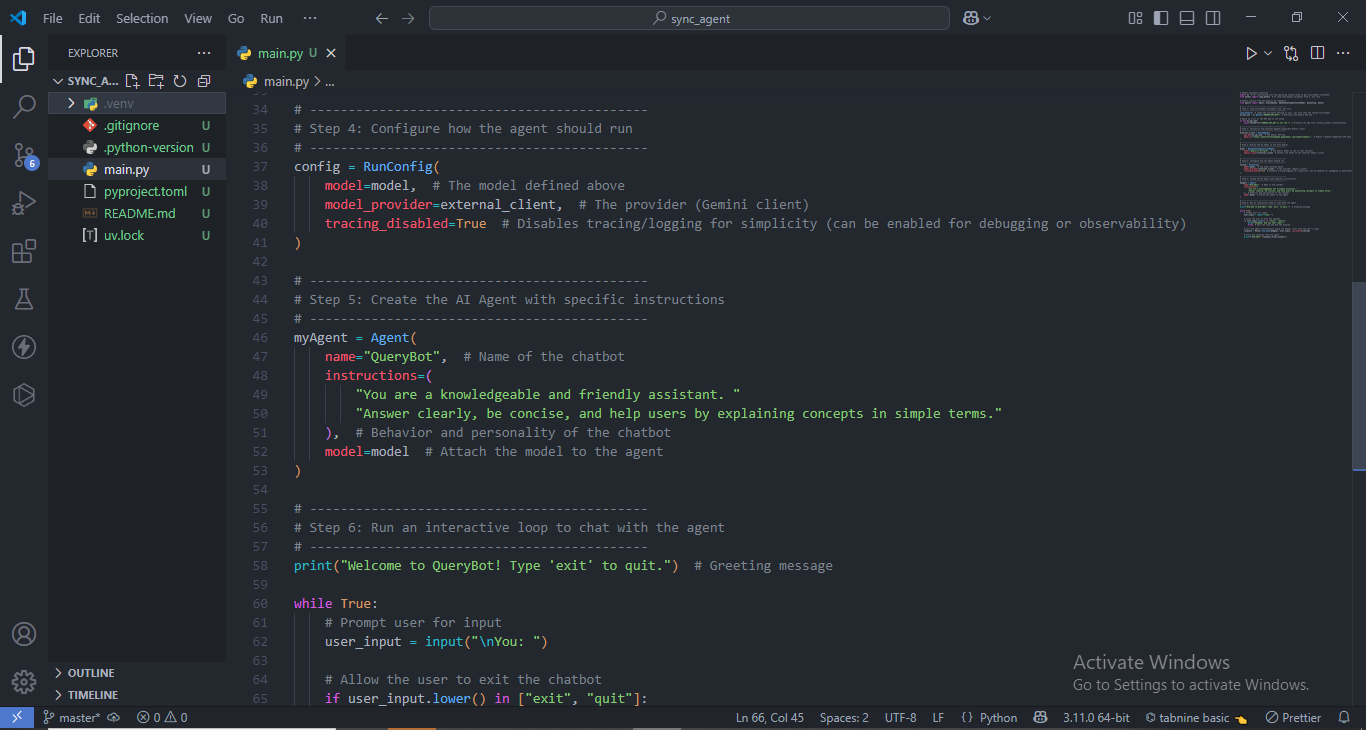 File Edit Selection View Go Run ··· sync_agent
EXPLORER ···
SYNC_A...
.venv
.gitignore U
.python-version U
main.py U
pyproject.toml U
README.md U
uv.lock U
OUTLINE
TIMELINE
6
main.py U
main.py > ...
34 # --------------------------------------------
35 # Step 4: Configure how the agent should run
36 # --------------------------------------------
37 config = RunConfig(
38 model=model, # The model defined above
39 model_provider=external_client, # The provider (Gemini client)
40 tracing_disabled=True # Disables tracing/logging for simplicity (can be enabled for debugging or observability)
41 )
42
43 # --------------------------------------------
44 # Step 5: Create the AI Agent with specific instructions
45 # --------------------------------------------
46 myAgent = Agent(
47 name="QueryBot", # Name of the chatbot
48 instructions=(
49 "You are a knowledgeable and friendly assistant. "
50 "Answer clearly, be concise, and help users by explaining concepts in simple terms."
51 ), # Behavior and personality of the chatbot
52 model=model # Attach the model to the agent
53 )
54
55 # --------------------------------------------
56 # Step 6: Run an interactive loop to chat with the agent
57 # --------------------------------------------
58 print("Welcome to QueryBot! Type 'exit' to quit.") # Greeting message
59
60 while True:
61 # Prompt user for input
62 user_input = input("\nYou: ")
63
64 # Allow the user to exit the chatbot
65 if user_input.lower() in ["exit", "quit"]:
Activate Windows
Go to Settings to activate Windows.
master* 0 0 Ln 66, Col 45 Spaces: 2 UTF-8 LF {} Python 3.11.0 64-bit tabnine basic Prettier